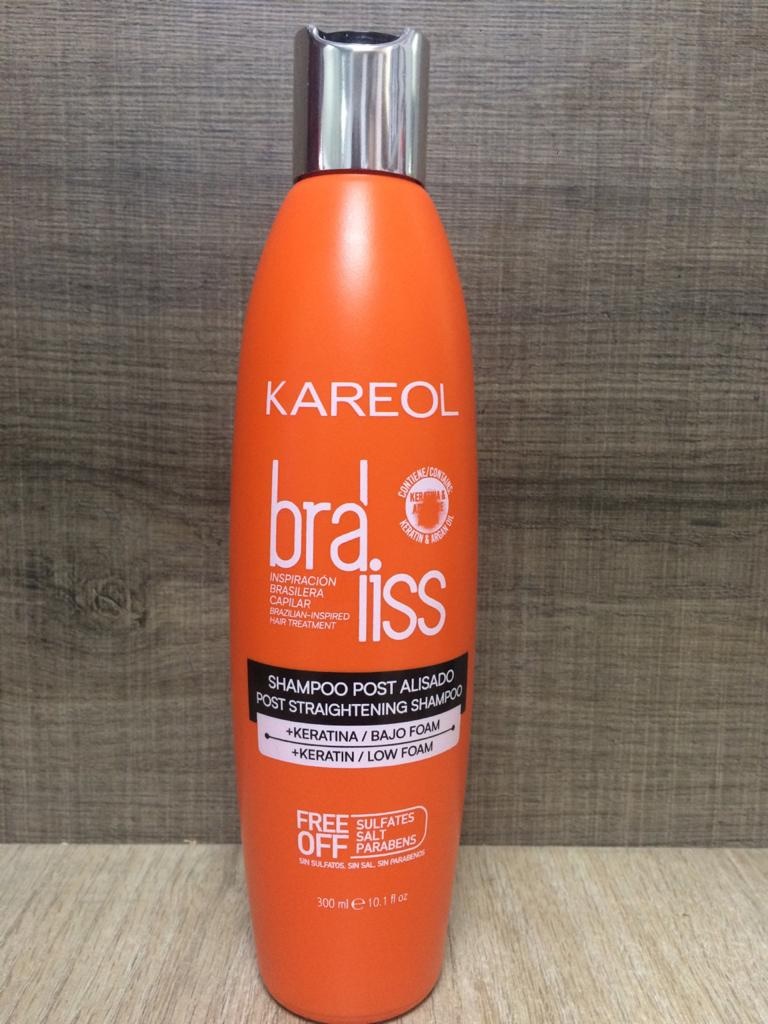 KAREOL
bra
liss
INSPIRACIÓN
BRASILERA
CAPILAR
BRAZILIAN-INSPIRED
HAIR TREATMENT
CONTIENE/CONTAINS:
KERATIN & ARGAN OIL
SHAMPOO POST ALISADO
POST STRAIGHTENING SHAMPOO
+KERATINA / BAJO FOAM
+KERATIN / LOW FOAM
FREE OFF
SULFATES
SALT
PARABENS
SIN SULFATOS, SIN SAL, SIN PARABENOS
300 ml e 10.1 fl oz